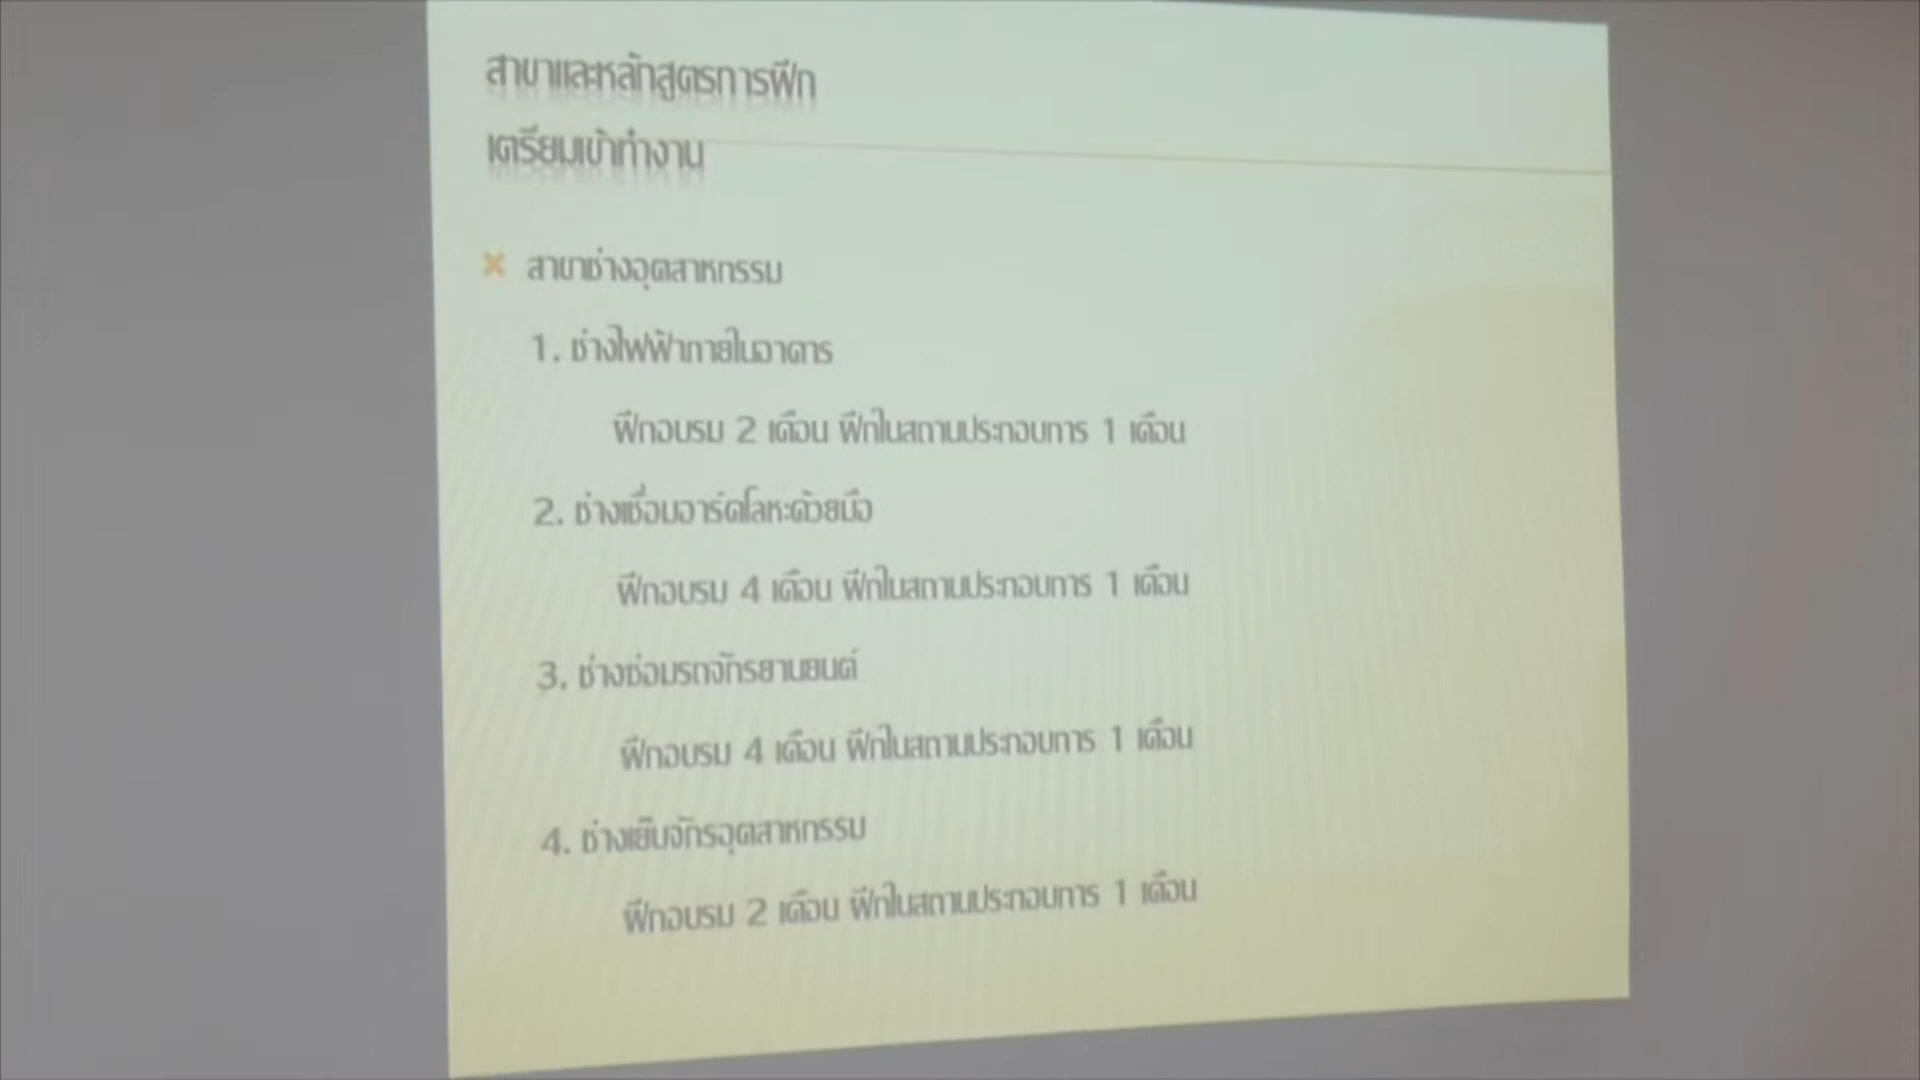 สาขาและหลักสูตรการฝึก
เตรียมเข้าทำงาน
สาขาช่างอุตสาหกรรม
1. ช่างไฟฟ้าภายในอาคาร
ฝึกอบรม 2 เดือน ฝึกในสถานประกอบการ 1 เดือน
2. ช่างเชื่อมอาร์คโลหะด้วยมือ
ฝึกอบรม 4 เดือน ฝึกในสถานประกอบการ 1 เดือน
3. ช่างซ่อมรถจักรยานยนต์
ฝึกอบรม 4 เดือน ฝึกในสถานประกอบการ 1 เดือน
4. ช่างเย็บจักรอุตสาหกรรม
ฝึกอบรม 2 เดือน ฝึกในสถานประกอบการ 1 เดือน